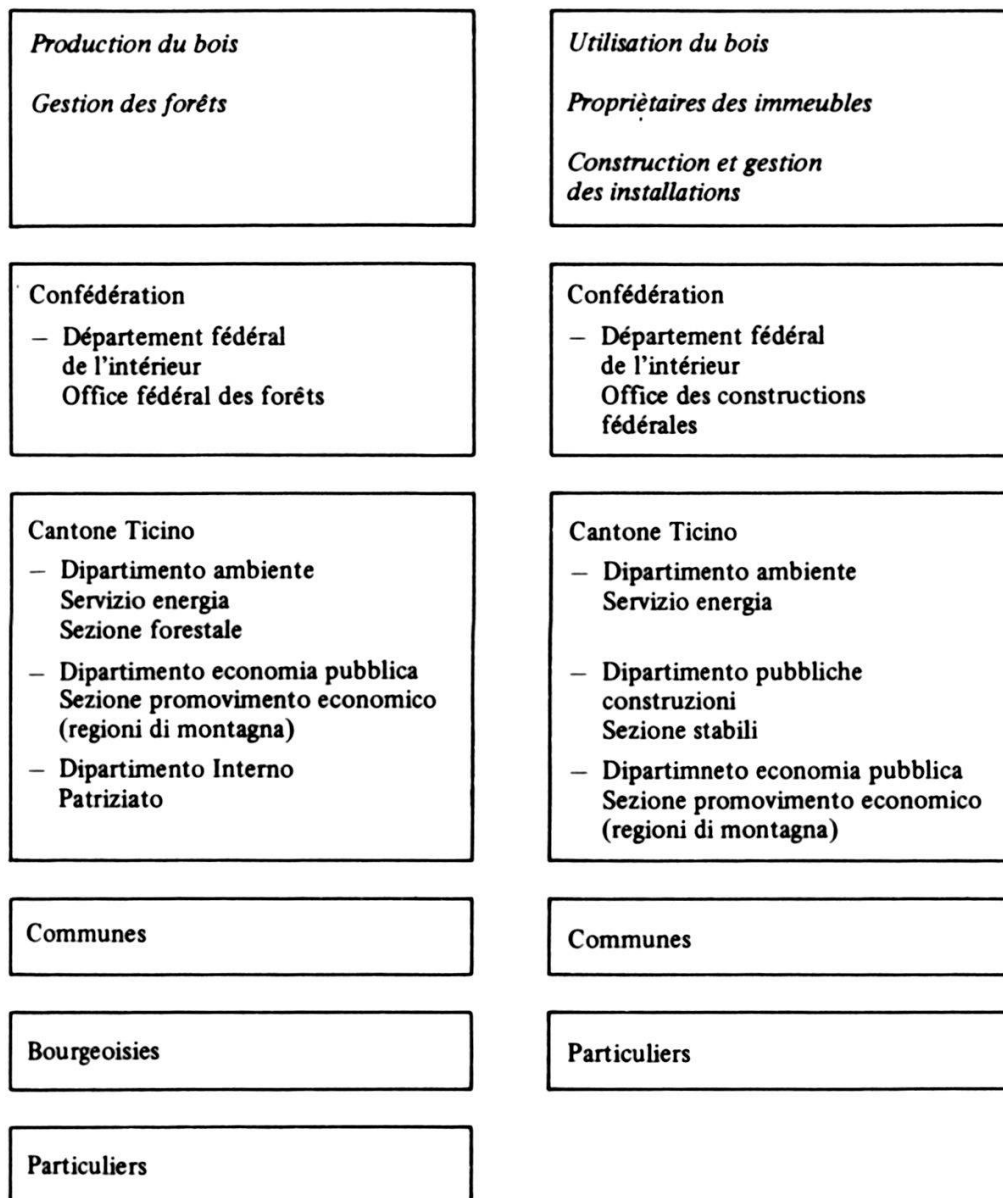 Production du bois
Gestion des forêts
Utilisation du bois
Propriètaires des immeubles
Construction et gestion
des installations
Confédération
– Département fédéral
de l'intérieur
Office fédéral des forêts
Confédération
– Département fédéral
de l'intérieur
Office des constructions
fédérales
Cantone Ticino
– Dipartimento ambiente
Servizio energia
Sezione forestale
– Dipartimento economia pubblica
Sezione promovimento economico
(regioni di montagna)
– Dipartimento Interno
Patriziato
Cantone Ticino
– Dipartimento ambiente
Servizio energia
– Dipartimento pubbliche
construzioni
Sezione stabili
– Dipartimneto economia pubblica
Sezione promovimento economico
(regioni di montagna)
Communes
Communes
Bourgeoisies
Particuliers
Particuliers